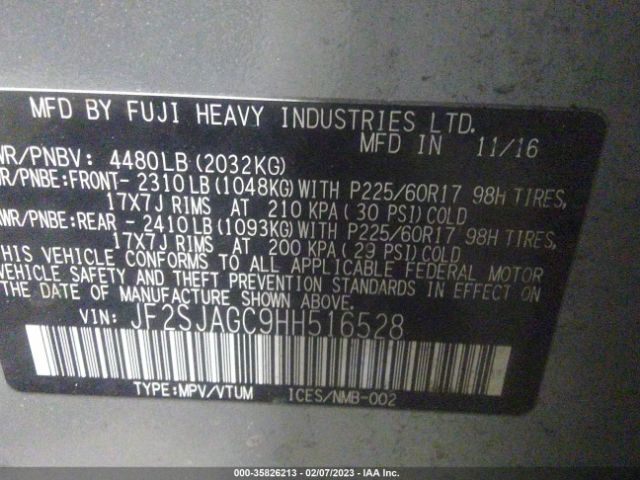 MFD BY FUJI HEAVY INDUSTRIES LTD.
MFD IN 11/16
WR/PNBV: 4480LB (2032KG)
R/PNBE:FRONT- 2310LB (1048KG) WITH P225/60R17 98H TIRES,
17X7J RIMS AT 210 KPA ( 30 PSI) COLD
WR/PNBE:REAR - 2410LB (1093KG) WITH P225/60R17 98H TIRES,
17X7J RIMS AT 200 KPA ( 29 PSI) COLD
THIS VEHICLE CONFORMS TO ALL APPLICABLE FEDERAL MOTOR
VEHICLE SAFETY AND THEFT PREVENTION STANDARDS IN EFFECT ON
THE DATE OF MANUFACTURE SHOWN ABOVE.
VIN: JF2SJAGC9HH516528
TYPE:MPV/VTUM ICES/NMB-002
000-35826213 - 02/07/2023 - IAA Inc.